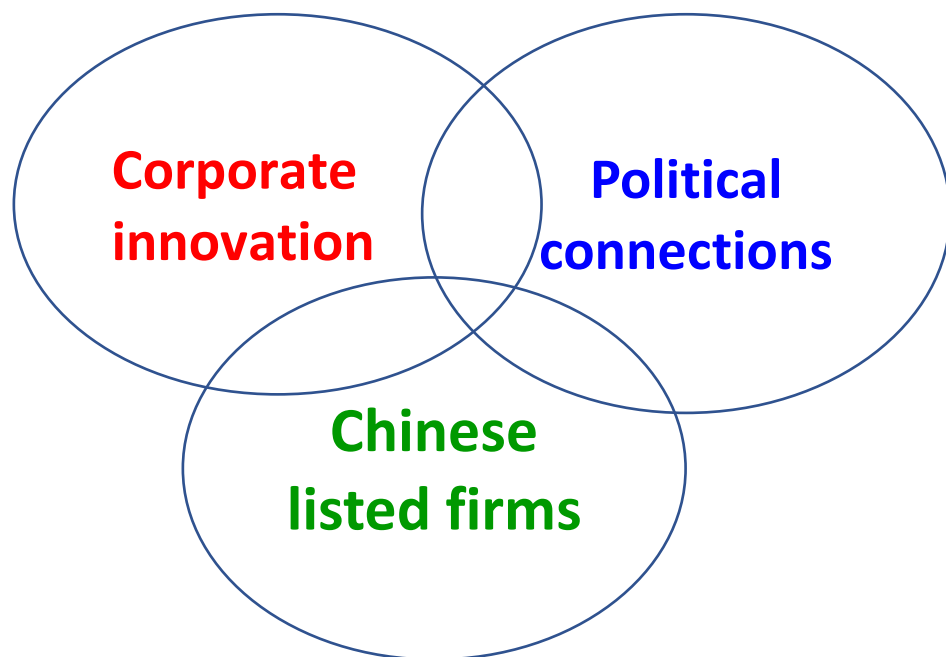 Corporate
innovation
Political
connections
Chinese
listed firms